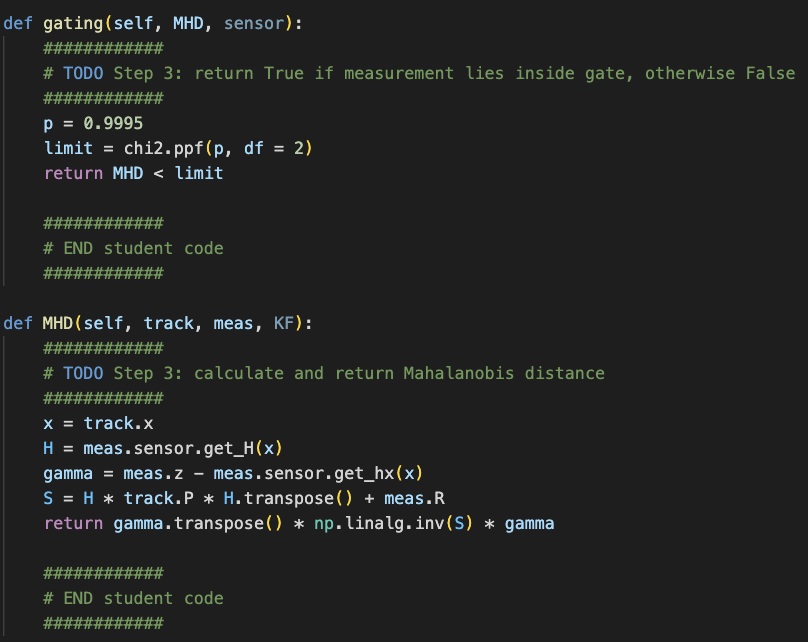 def gating(self, MHD, sensor):
############
# TODO Step 3: return True if measurement lies inside gate, otherwise False
############
p = 0.9995
limit = chi2.ppf(p, df = 2)
return MHD < limit
############
# END student code
############
def MHD(self, track, meas, KF):
############
# TODO Step 3: calculate and return Mahalanobis distance
############
x = track.x
H = meas.sensor.get_H(x)
gamma = meas.z - meas.sensor.get_hx(x)
S = H * track.P * H.transpose() + meas.R
return gamma.transpose() * np.linalg.inv(S) * gamma
############
# END student code
############